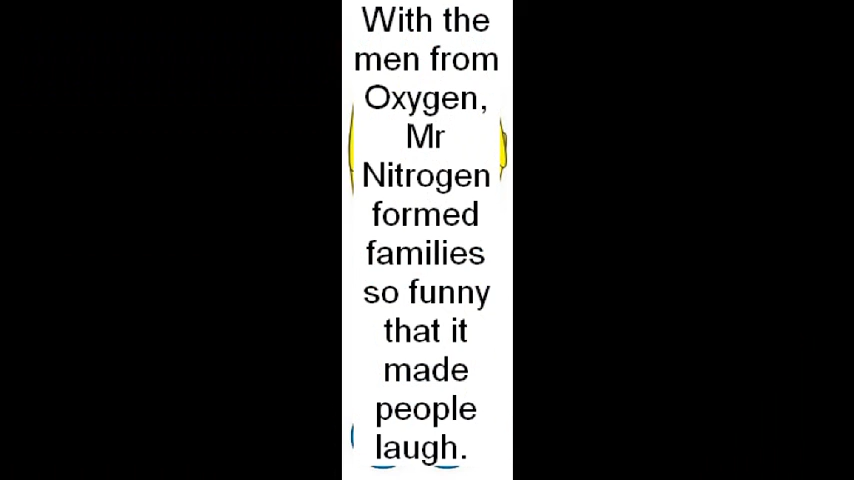 With the
men from
Oxygen,
Mr
Nitrogen
formed
families
so funny
that it
made
people
laugh.